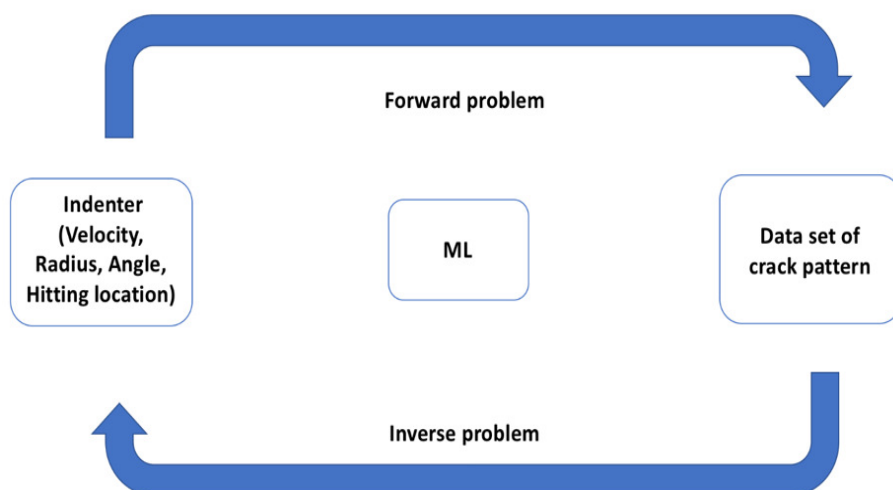 Forward problem
Indenter
(Velocity,
Radius, Angle,
Hitting location)
ML
Data set of
crack pattern
Inverse problem